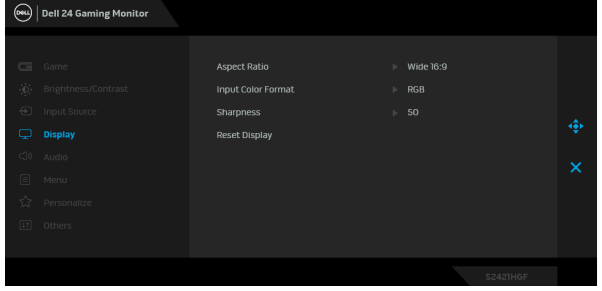 DELL
Dell 24 Gaming Monitor
Game
Brightness/Contrast
Input Source
Display
Audio
Menu
Personalize
Others
Aspect Ratio Wide 16:9
Input Color Format RGB
Sharpness 50
Reset Display
S2421HGF